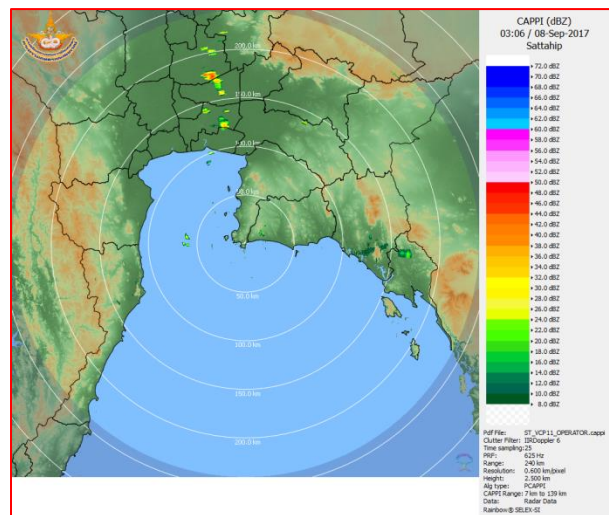 CAPPI (dBZ)
03:06 / 08-Sep-2017
Sattahip
72.0 dBZ
70.0 dBZ
68.0 dBZ
66.0 dBZ
64.0 dBZ
62.0 dBZ
60.0 dBZ
58.0 dBZ
56.0 dBZ
54.0 dBZ
52.0 dBZ
50.0 dBZ
48.0 dBZ
46.0 dBZ
44.0 dBZ
42.0 dBZ
40.0 dBZ
38.0 dBZ
36.0 dBZ
34.0 dBZ
32.0 dBZ
30.0 dBZ
28.0 dBZ
26.0 dBZ
24.0 dBZ
22.0 dBZ
20.0 dBZ
18.0 dBZ
16.0 dBZ
14.0 dBZ
12.0 dBZ
10.0 dBZ
8.0 dBZ
Pdf File: ST_VCP11_OPERATOR.cappi
Clutter Filter: IIRDoppler 6
Time sampling:25
PRF: 625 Hz
Range: 240 km
Resolution: 0.600 km/pixel
Height: 2.500 km
Alg type: PCAPPI
CAPPI Range: 7 km to 139 km
Data: Radar Data
Rainbow® SELEX-SI
200.0 km
150.0 km
100.0 km
50.0 km
50.0 km
100.0 km
150.0 km
200.0 km